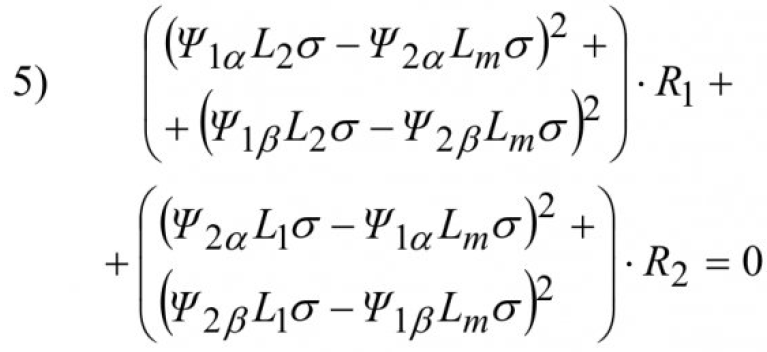 5) ( (Ψ₁α L₂σ − Ψ₂α Lₘσ)² +
+ (Ψ₁β L₂σ − Ψ₂β Lₘσ)² ) · R₁ +
+ ( (Ψ₂α L₁σ − Ψ₁α Lₘσ)² +
(Ψ₂β L₁σ − Ψ₁β Lₘσ)² ) · R₂ = 0